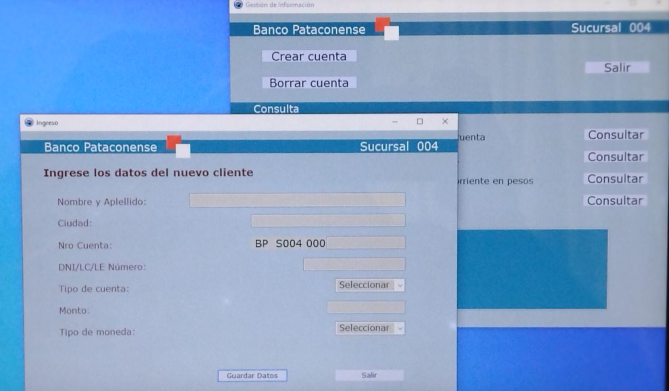 Gestión de Información
Banco Pataconense
Sucursal 004
Crear cuenta
Salir
Borrar cuenta
Consulta
uenta
Consultar
Consultar
rriente en pesos
Consultar
Consultar
Ingreso
Banco Pataconense
Sucursal 004
Ingrese los datos del nuevo cliente
Nombre y Aplellido:
Ciudad:
Nro Cuenta: BP S004 000
DNI/LC/LE Número:
Tipo de cuenta: Seleccionar
Monto:
Tipo de moneda: Seleccionar
Guardar Datos
Salir